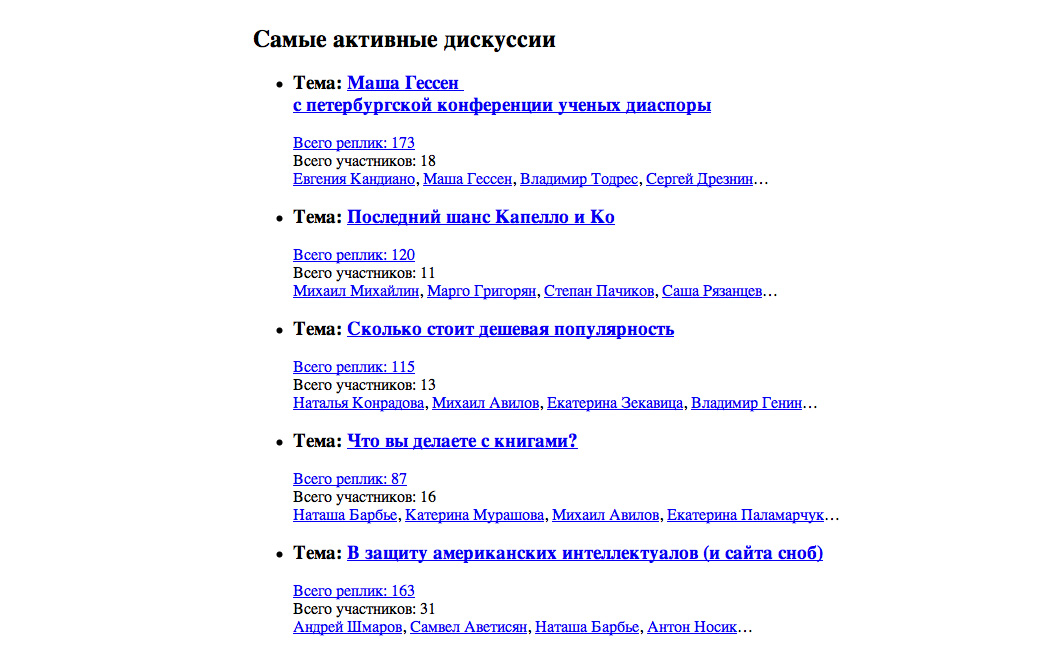 Самые активные дискуссии
Тема: Маша Гессен
с петербургской конференции ученых диаспоры
Всего реплик: 173
Всего участников: 18
Евгения Кандиано, Маша Гессен, Владимир Тодрес, Сергей Дрезнин…
Тема: Последний шанс Капелло и Ко
Всего реплик: 120
Всего участников: 11
Михаил Михайлин, Марго Григорян, Степан Пачиков, Саша Рязанцев…
Тема: Сколько стоит дешевая популярность
Всего реплик: 115
Всего участников: 13
Наталья Конрадова, Михаил Авилов, Екатерина Зекавица, Владимир Генин…
Тема: Что вы делаете с книгами?
Всего реплик: 87
Всего участников: 16
Наташа Барбье, Катерина Мурашова, Михаил Авилов, Екатерина Паламарчук…
Тема: В защиту американских интеллектуалов (и сайта сноб)
Всего реплик: 163
Всего участников: 31
Андрей Шмаров, Самвел Аветисян, Наташа Барбье, Антон Носик…